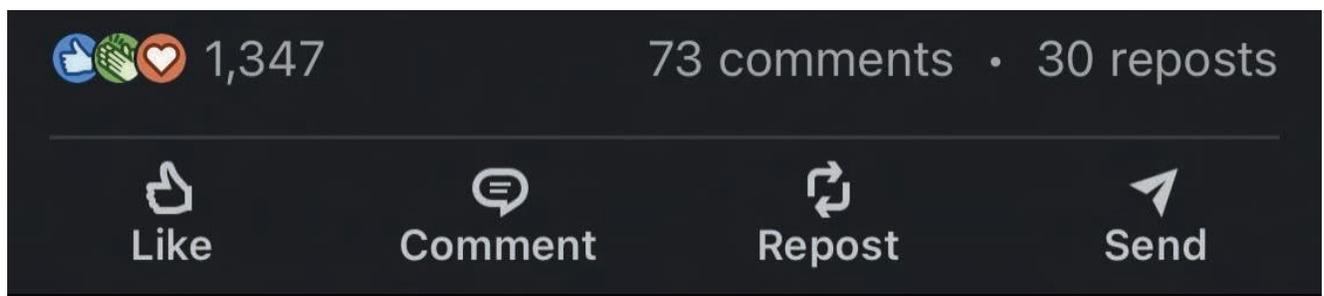 1,347 73 comments • 30 reposts
Like Comment Repost Send